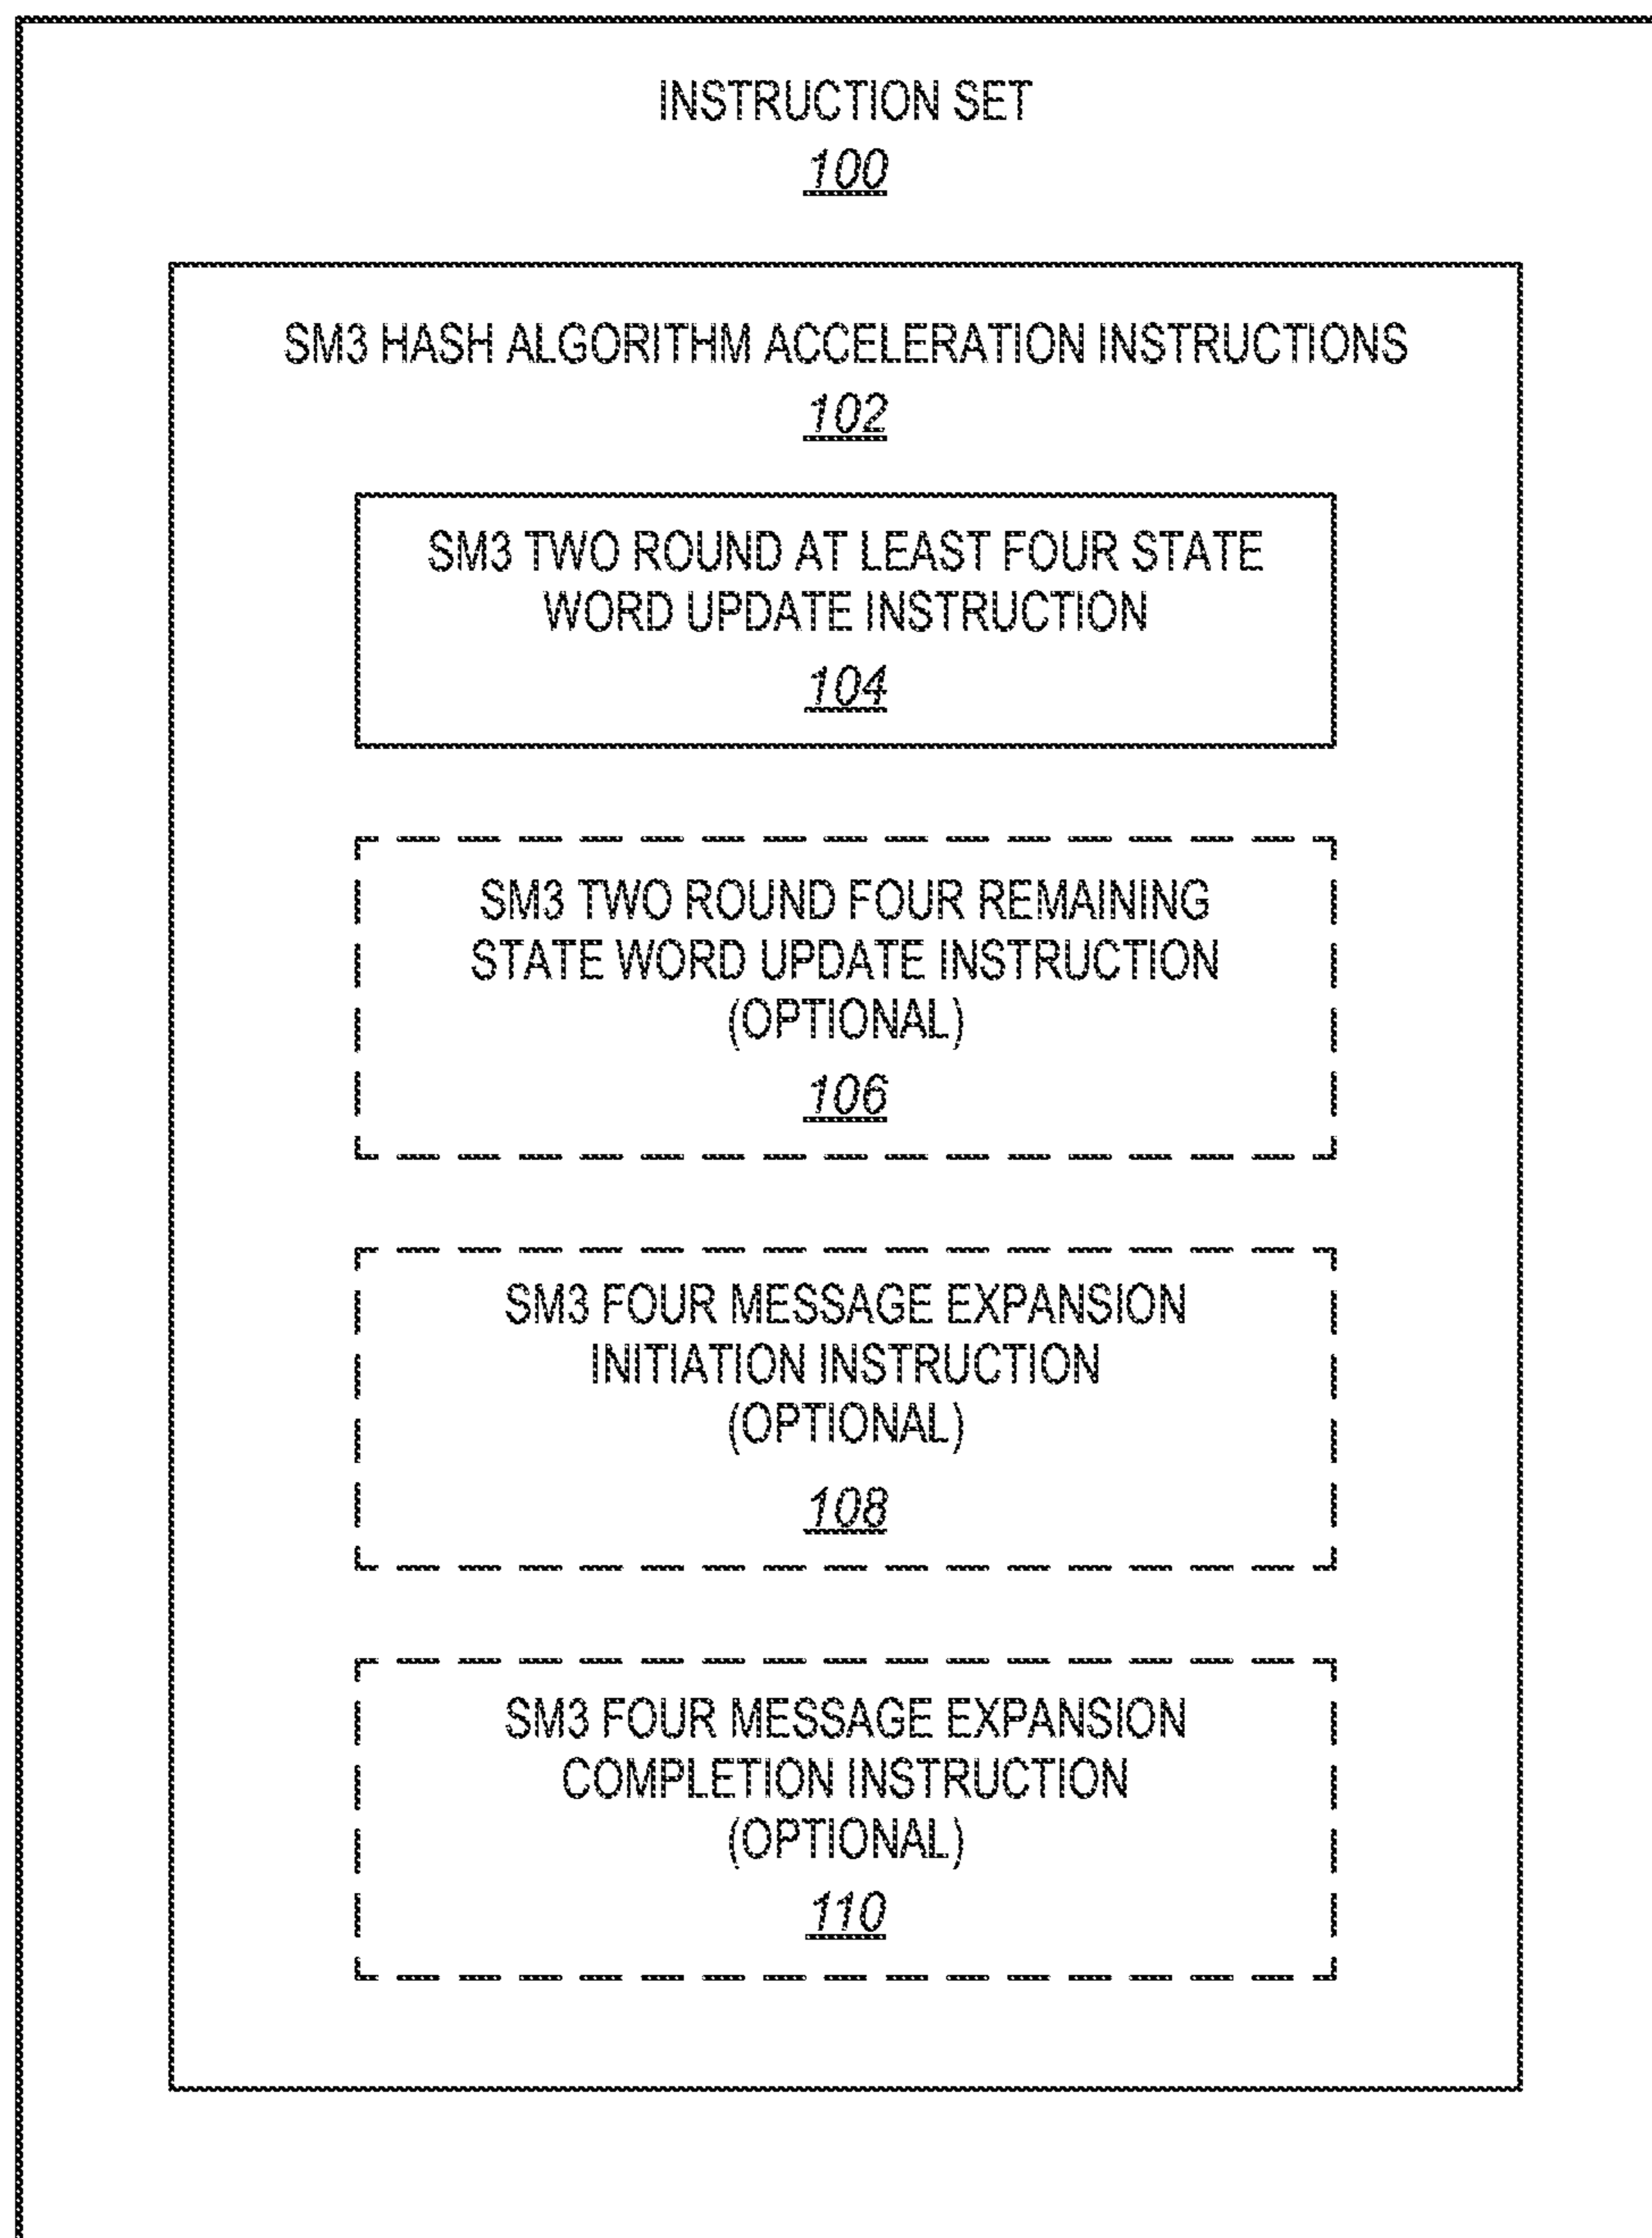 INSTRUCTION SET
100
SM3 HASH ALGORITHM ACCELERATION INSTRUCTIONS
102
SM3 TWO ROUND AT LEAST FOUR STATE
WORD UPDATE INSTRUCTION
104
SM3 TWO ROUND FOUR REMAINING
STATE WORD UPDATE INSTRUCTION
(OPTIONAL)
106
SM3 FOUR MESSAGE EXPANSION
INITIATION INSTRUCTION
(OPTIONAL)
108
SM3 FOUR MESSAGE EXPANSION
COMPLETION INSTRUCTION
(OPTIONAL)
110